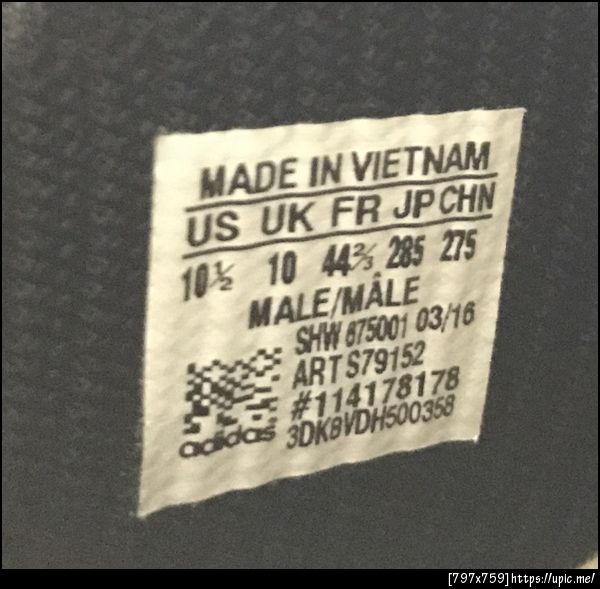 MADE IN VIETNAM
US UK FR JP CHN
10½ 10 44⅔ 285 275
MALE/MÂLE
SHW 675001 03/16
ART S79152
#114178178
3DKBVDH500358
adidas
[797x759]https://upic.me/